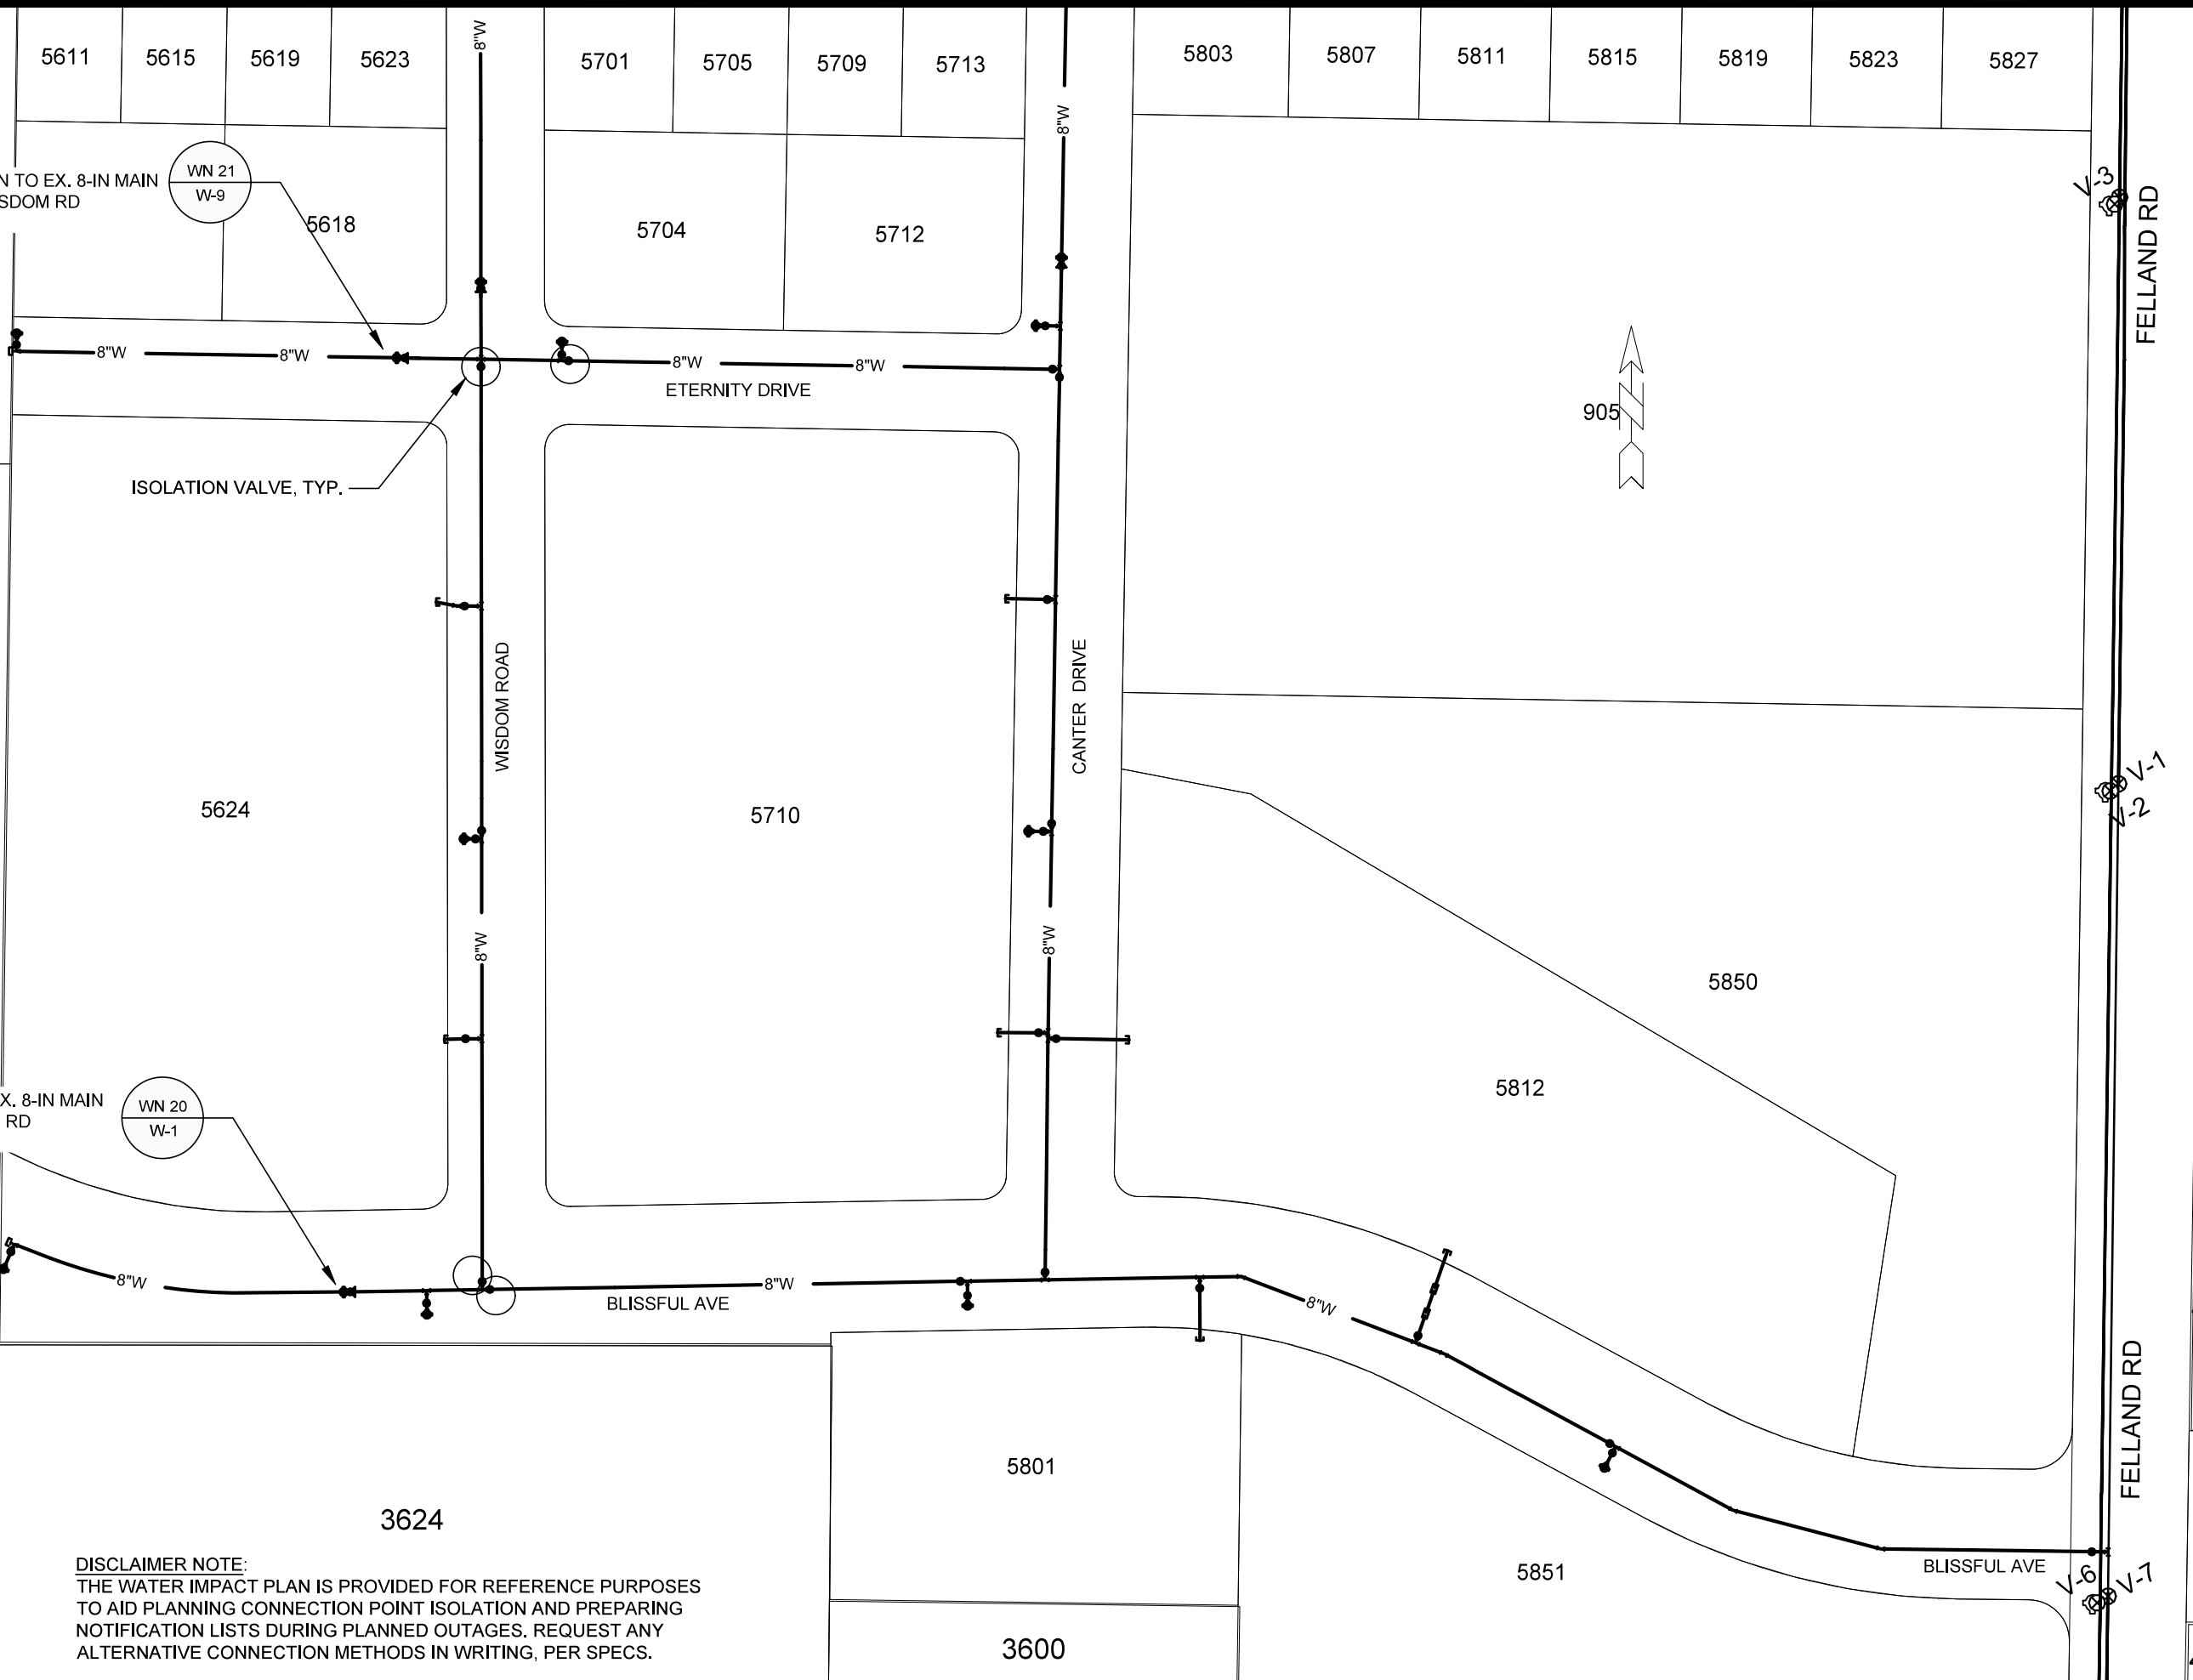 5611
5615
5619
5623
8"W
5701
5705
5709
5713
8"W
5803
5807
5811
5815
5819
5823
5827
N TO EX. 8-IN MAIN
SDOM RD
WN 21
W-9
5618
5704
5712
V-3
FELLAND RD
8"W
8"W
8"W
8"W
ETERNITY DRIVE
905
ISOLATION VALVE, TYP.
WISDOM ROAD
CANTER DRIVE
V-1
V-2
5624
5710
8"W
8"W
5850
5812
X. 8-IN MAIN
RD
WN 20
W-1
8"W
8"W
BLISSFUL AVE
8"W
FELLAND RD
5801
3624
BLISSFUL AVE
V-6
V-7
5851
3600
DISCLAIMER NOTE:
THE WATER IMPACT PLAN IS PROVIDED FOR REFERENCE PURPOSES
TO AID PLANNING CONNECTION POINT ISOLATION AND PREPARING
NOTIFICATION LISTS DURING PLANNED OUTAGES. REQUEST ANY
ALTERNATIVE CONNECTION METHODS IN WRITING, PER SPECS.